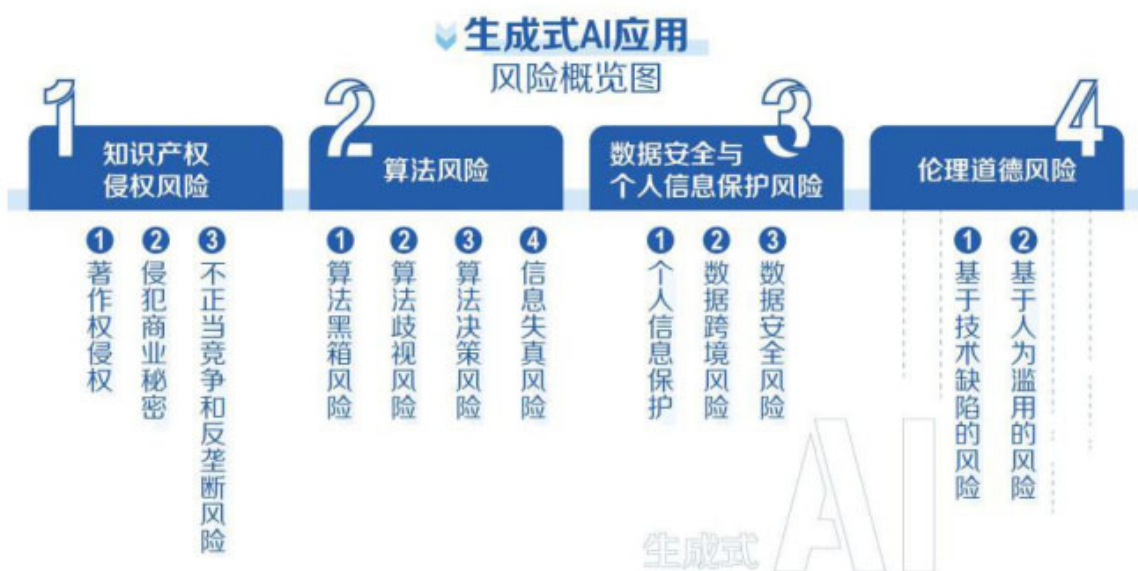 生成式AI应用
风险概览图
1
知识产权
侵权风险
1 著作权侵权
2 侵犯商业秘密
3 不正当竞争和反垄断风险
2
算法风险
1 算法黑箱风险
2 算法歧视风险
3 算法决策风险
4 信息失真风险
3
数据安全与
个人信息保护风险
1 个人信息保护
2 数据跨境风险
3 数据安全风险
4
伦理道德风险
1 基于技术缺陷的风险
2 基于人为滥用的风险
生成式 AI